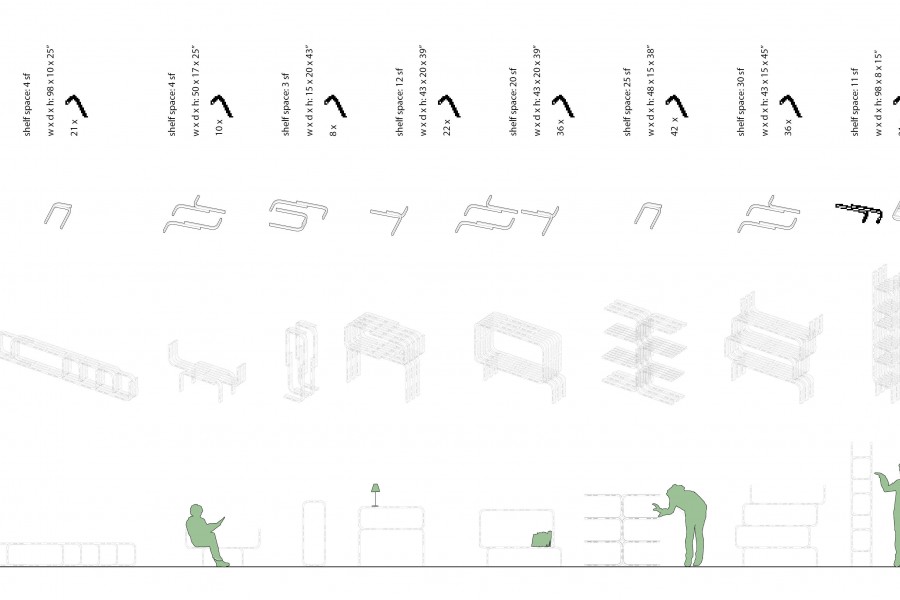 shelf space: 4 sf
w x d x h: 98 x 10 x 25"
21 x
shelf space: 4 sf
w x d x h: 50 x 17 x 25"
10 x
shelf space: 3 sf
w x d x h: 15 x 20 x 43"
8 x
shelf space: 12 sf
w x d x h: 43 x 20 x 39"
22 x
shelf space: 20 sf
w x d x h: 43 x 20 x 39"
36 x
shelf space: 25 sf
w x d x h: 48 x 15 x 38"
42 x
shelf space: 30 sf
w x d x h: 43 x 15 x 45"
36 x
shelf space: 11 sf
w x d x h: 98 x 8 x 15"